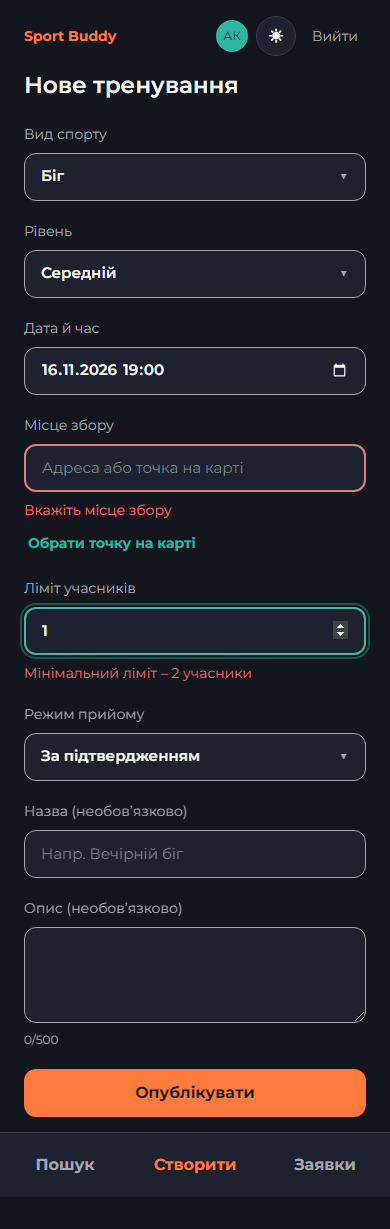 Sport Buddy АК Вийти
Нове тренування
Вид спорту
Біг
Рівень
Середній
Дата й час
16.11.2026 19:00
Місце збору
Адреса або точка на карті
Вкажіть місце збору
Обрати точку на карті
Ліміт учасників
1
Мінімальний ліміт – 2 учасники
Режим прийому
За підтвердженням
Назва (необов’язково)
Напр. Вечірній біг
Опис (необов’язково)
0/500
Опублікувати
Пошук Створити Заявки